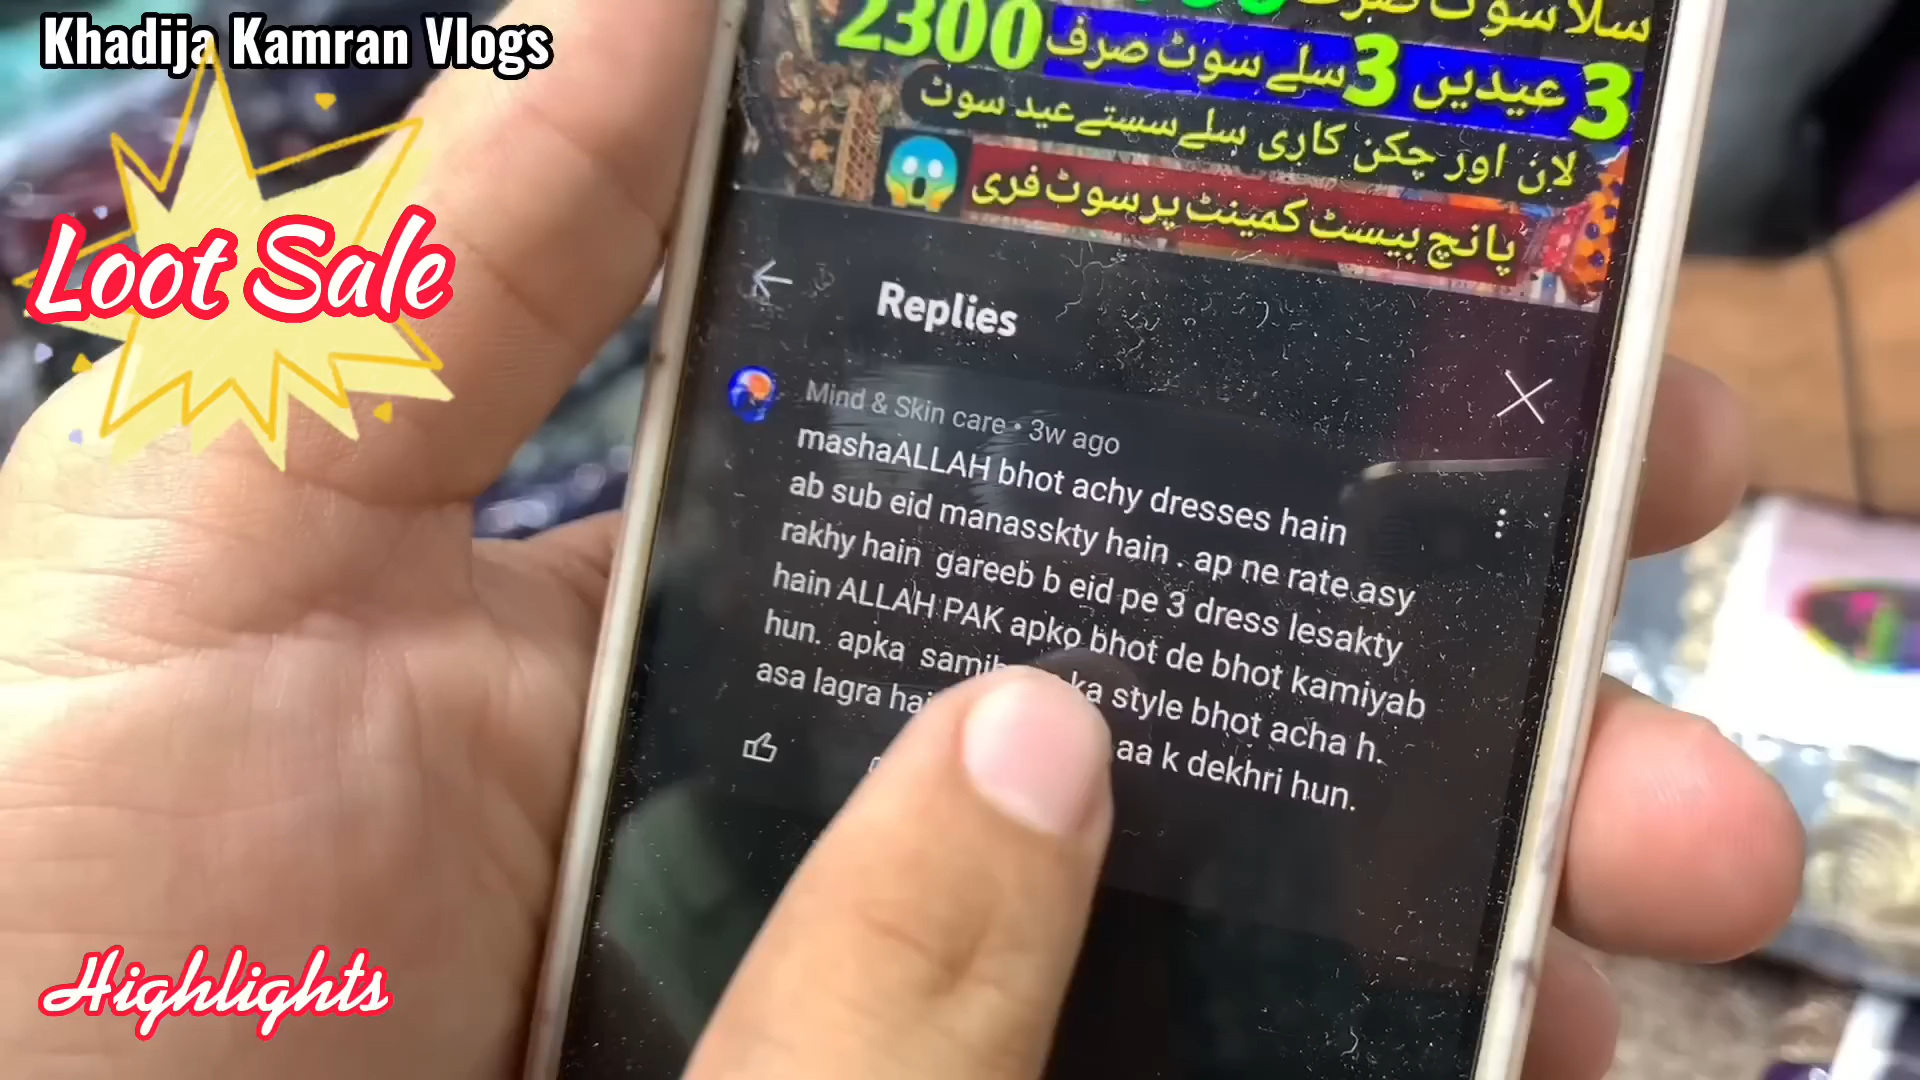 Khadija Kamran Vlogs
Loot Sale
سلا سوٹ صرف
3 عیدیں 3 سلے سوٹ صرف 2300
لان اور چکن کاری سلے سستے عید سوٹ
پانچ بیسٹ کمینٹ پر سوٹ فری
Replies
Mind & Skin care • 3w ago
mashaALLAH bhot achy dresses hain
ab sub eid manasskty hain . ap ne rate asy
rakhy hain gareeb b eid pe 3 dress lesakty
hain ALLAH PAK apko bhot de bhot kamiyab
hun. apka ka style bhot acha h.
asa lagra aa k dekhri hun.
Highlights